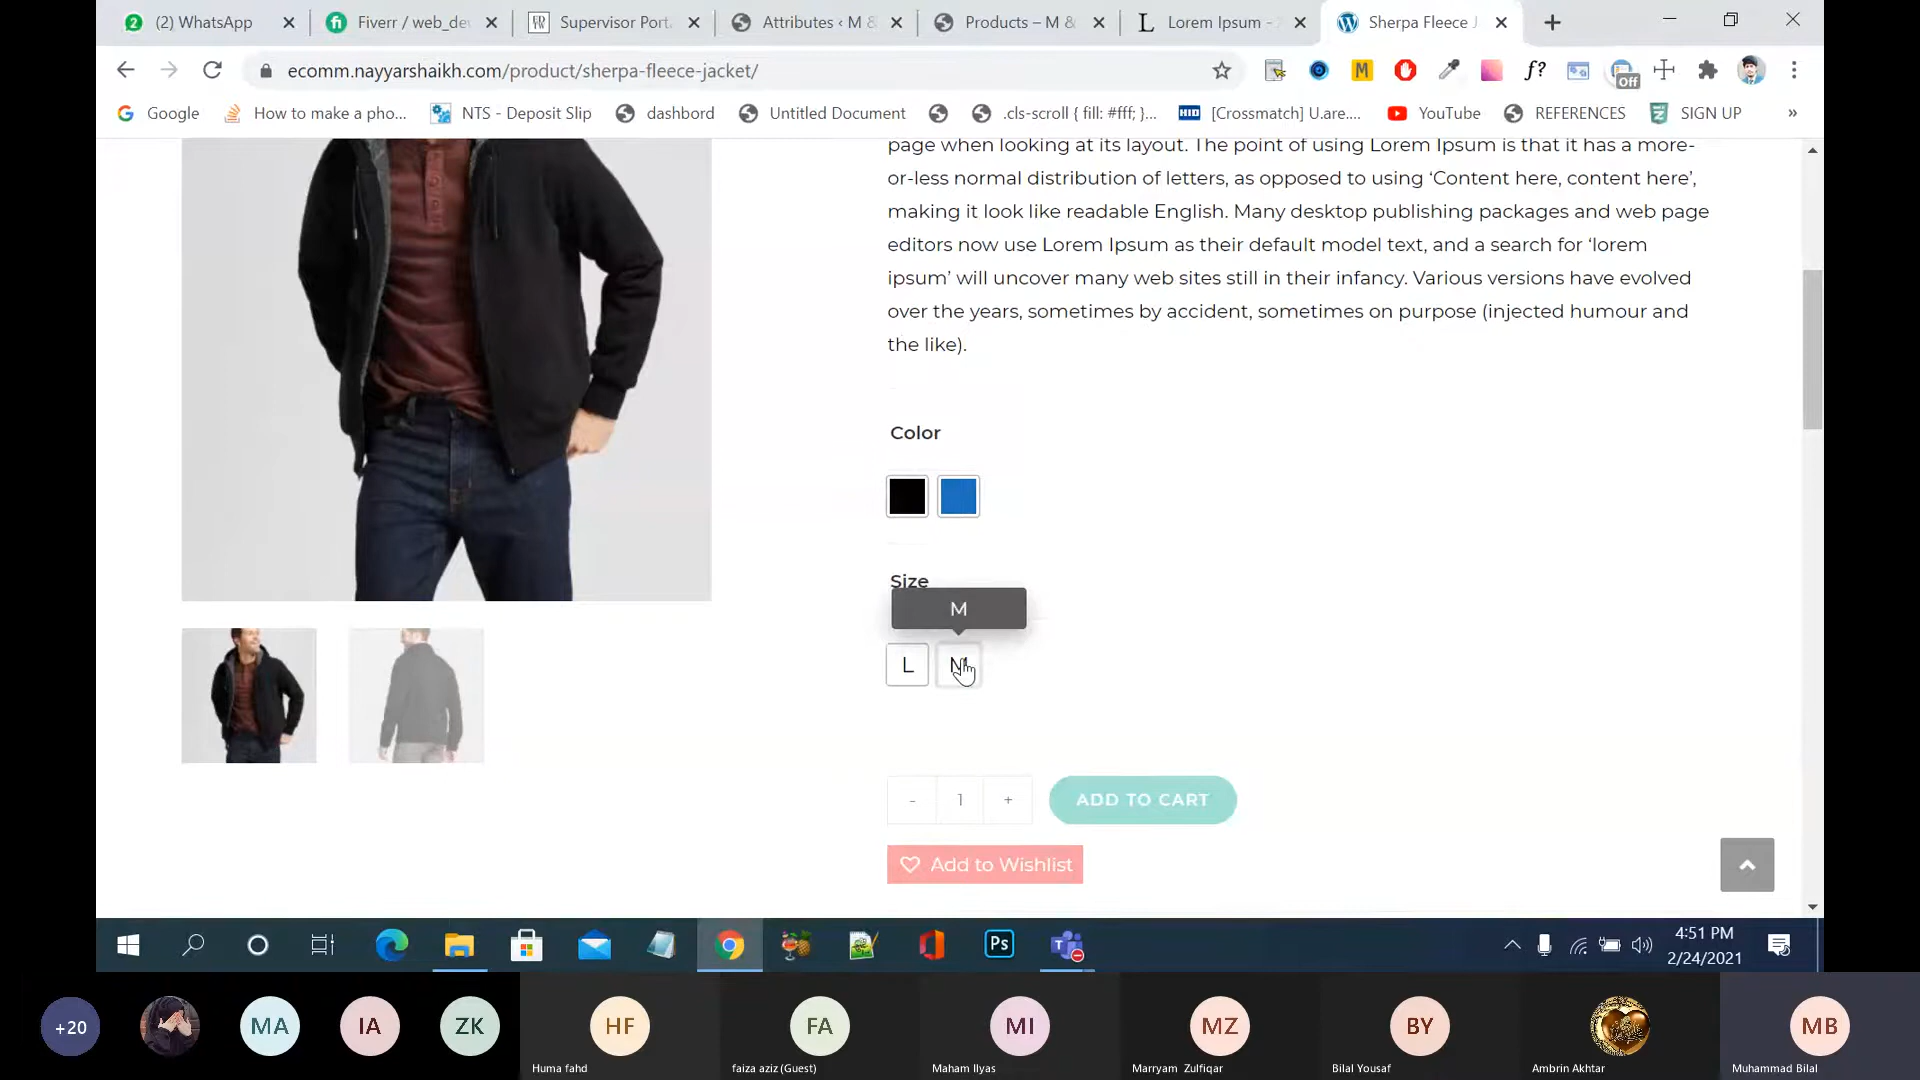 (2) WhatsApp
Fiverr / web_de
Supervisor Port
Attributes ‹ M &
Products – M &
Lorem Ipsum -
Sherpa Fleece J
ecomm.nayyarshaikh.com/product/sherpa-fleece-jacket/
Off
Google
How to make a pho...
NTS - Deposit Slip
dashbord
Untitled Document
.cls-scroll { fill: #fff; }...
HID
[Crossmatch] U.are....
YouTube
REFERENCES
SIGN UP
»
page when looking at its layout. The point of using Lorem Ipsum is that it has a more-
or-less normal distribution of letters, as opposed to using ‘Content here, content here’,
making it look like readable English. Many desktop publishing packages and web page
editors now use Lorem Ipsum as their default model text, and a search for ‘lorem
ipsum’ will uncover many web sites still in their infancy. Various versions have evolved
over the years, sometimes by accident, sometimes on purpose (injected humour and
the like).
Color
Size
M
L
M
- 1 +
ADD TO CART
Add to Wishlist
Ps
4:51 PM
2/24/2021
+20
MA
IA
ZK
HF
Huma fahd
FA
faiza aziz (Guest)
MI
Maham Ilyas
MZ
Marryam Zulfiqar
BY
Bilal Yousaf
Ambrin Akhtar
MB
Muhammad Bilal